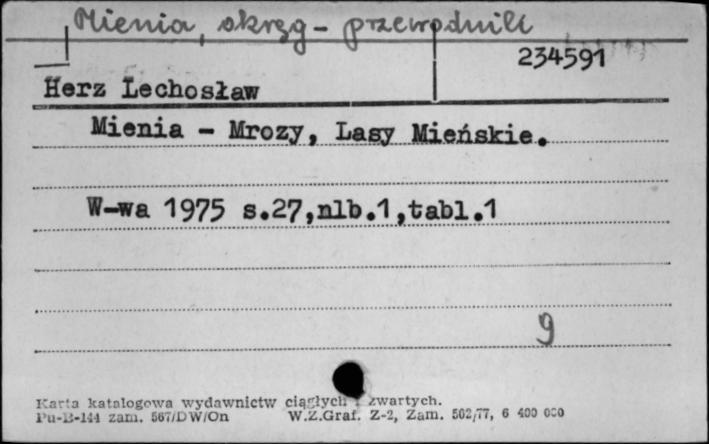 Mienia, okręg - przewodniki
234591
Herz Lechosław
Mienia - Mrozy, Lasy Mieńskie.
W-wa 1975 s.27,nlb.1,tabl.1
9
Karta katalogowa wydawnictw ciągłych i zwartych.
Pu-B-144 zam. 567/DW/On W.Z.Graf. Z-2, Zam. 502/77, 6 400 000